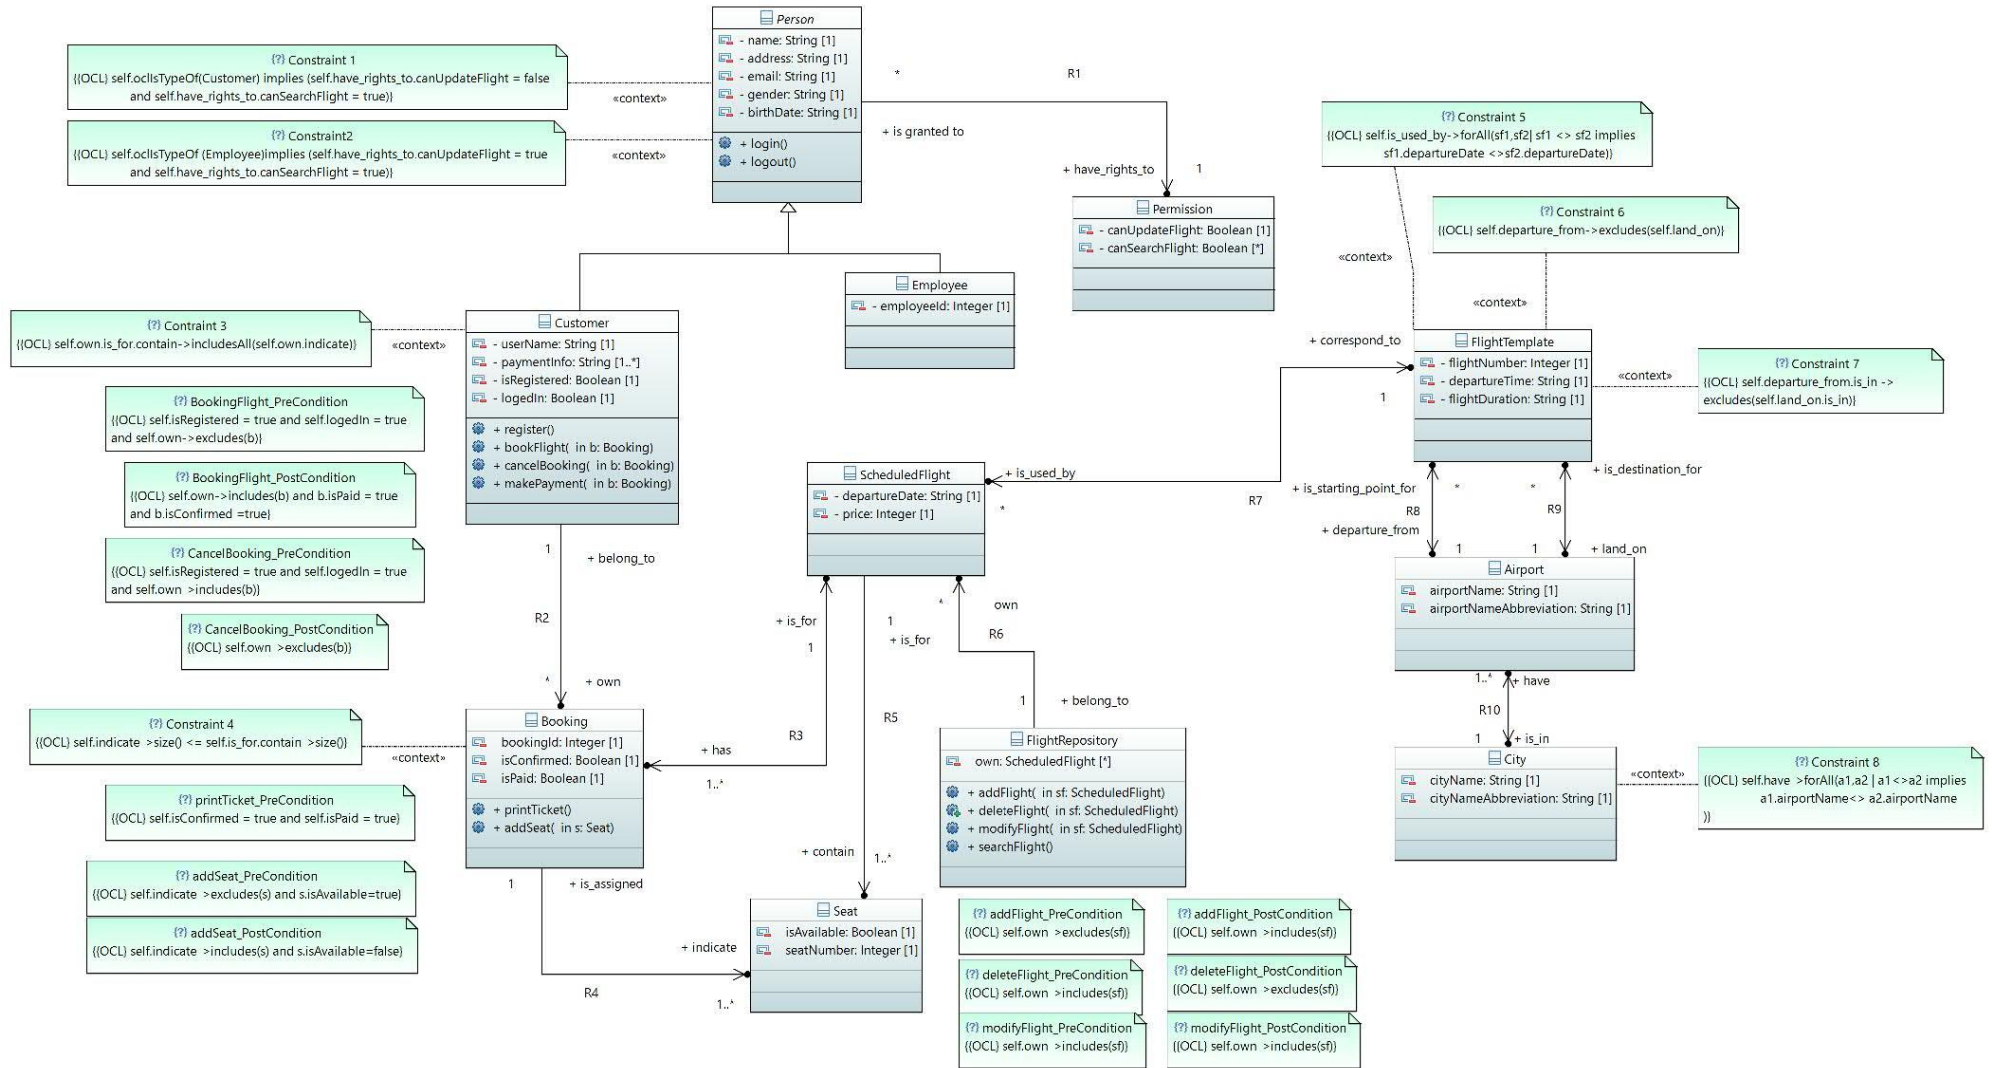 Person
- name: String [1]
- address: String [1]
- email: String [1]
- gender: String [1]
- birthDate: String [1]
+ login()
+ logout()
{?} Constraint 1
{{OCL} self.oclIsTypeOf(Customer) implies (self.have_rights_to.canUpdateFlight = false
and self.have_rights_to.canSearchFlight = true)}
«context»
{?} Constraint2
{{OCL} self.oclIsTypeOf (Employee)implies (self.have_rights_to.canUpdateFlight = true
and self.have_rights_to.canSearchFlight = true)}
«context»
*
R1
+ is granted to
+ have_rights_to
1
Permission
- canUpdateFlight: Boolean [1]
- canSearchFlight: Boolean [*]
{?} Constraint 5
{{OCL} self.is_used_by->forAll(sf1,sf2| sf1 <> sf2 implies
sf1.departureDate <>sf2.departureDate)}
«context»
{?} Constraint 6
{{OCL} self.departure_from->excludes(self.land_on)}
«context»
Employee
- employeeId: Integer [1]
{?} Contraint 3
{{OCL} self.own.is_for.contain->includesAll(self.own.indicate)}
«context»
Customer
- userName: String [1]
- paymentInfo: String [1..*]
- isRegistered: Boolean [1]
- logedIn: Boolean [1]
+ register()
+ bookFlight( in b: Booking)
+ cancelBooking( in b: Booking)
+ makePayment( in b: Booking)
+ correspond_to
1
FlightTemplate
- flightNumber: Integer [1]
- departureTime: String [1]
- flightDuration: String [1]
«context»
{?} Constraint 7
{{OCL} self.departure_from.is_in ->
excludes(self.land_on.is_in)}
{?} BookingFlight_PreCondition
{{OCL} self.isRegistered = true and self.logedIn = true
and self.own->excludes(b)}
{?} BookingFlight_PostCondition
{{OCL} self.own->includes(b) and b.isPaid = true
and b.isConfirmed =true}
{?} CancelBooking_PreCondition
{{OCL} self.isRegistered = true and self.logedIn = true
and self.own >includes(b)}
{?} CancelBooking_PostCondition
{{OCL} self.own >excludes(b)}
ScheduledFlight
- departureDate: String [1]
- price: Integer [1]
+ is_used_by
*
R7
+ is_starting_point_for
*
R8
+ departure_from
1
+ is_destination_for
*
R9
1
+ land_on
Airport
airportName: String [1]
airportNameAbbreviation: String [1]
1
+ belong_to
R2
*
+ own
+ is_for
1
1
+ is_for
*
own
R6
1
+ belong_to
R5
R3
+ has
1..*
1..*
+ have
R10
1
+ is_in
{?} Constraint 4
{{OCL} self.indicate >size() <= self.is_for.contain >size()}
«context»
Booking
bookingId: Integer [1]
isConfirmed: Boolean [1]
isPaid: Boolean [1]
+ printTicket()
+ addSeat( in s: Seat)
FlightRepository
own: ScheduledFlight [*]
+ addFlight( in sf: ScheduledFlight)
+ deleteFlight( in sf: ScheduledFlight)
+ modifyFlight( in sf: ScheduledFlight)
+ searchFlight()
City
cityName: String [1]
cityNameAbbreviation: String [1]
«context»
{?} Constraint 8
{{OCL} self.have >forAll(a1,a2 | a1 <>a2 implies
a1.airportName<> a2.airportName
)}
{?} printTicket_PreCondition
{{OCL} self.isConfirmed = true and self.isPaid = true}
{?} addSeat_PreCondition
{{OCL} self.indicate >excludes(s) and s.isAvailable=true}
{?} addSeat_PostCondition
{{OCL} self.indicate >includes(s) and s.isAvailable=false}
1
+ is_assigned
+ contain
1..*
+ indicate
R4
1..*
Seat
isAvailable: Boolean [1]
seatNumber: Integer [1]
{?} addFlight_PreCondition
{{OCL} self.own >excludes(sf)}
{?} addFlight_PostCondition
{{OCL} self.own >includes(sf)}
{?} deleteFlight_PreCondition
{{OCL} self.own >includes(sf)}
{?} deleteFlight_PostCondition
{{OCL} self.own >excludes(sf)}
{?} modifyFlight_PreCondition
{{OCL} self.own >includes(sf)}
{?} modifyFlight_PostCondition
{{OCL} self.own >includes(sf)}